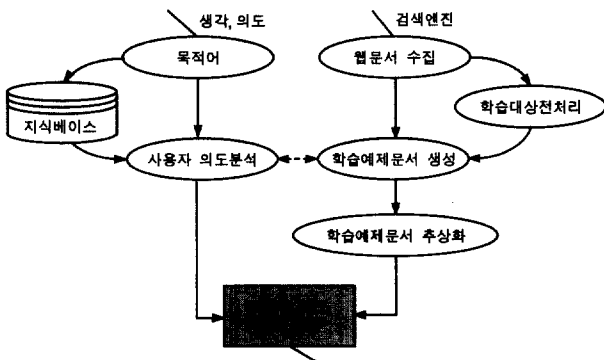 생각, 의도
검색엔진
목적어
웹문서 수집
지식베이스
학습대상전처리
사용자 의도분석
학습예제문서 생성
학습예제문서 추상화